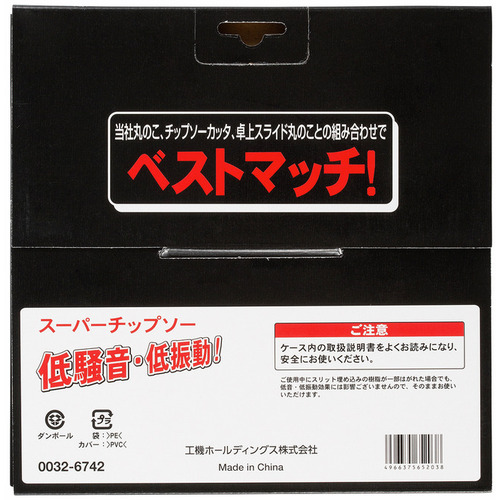 当社丸のこ、チップソーカッタ、卓上スライド丸のことの組み合わせで
ベストマッチ!
スーパーチップソー
低騒音・低振動!
ダンボール
プラ
袋:>PE<
カバー:>PVC<
0032-6742
ご注意
ケース内の取扱説明書をよくお読みになり、
安全にお使いください。
ご使用中にスリット埋め込みの樹脂が一部はがれた場合でも、
低音・低振動効果には影響ございませんので、そのままお使い
いただけます。
工機ホールディングス株式会社
Made in China
4966375652038